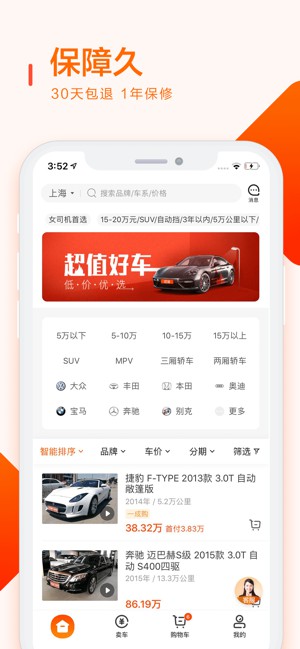 保障久
30天包退 1年保修
3:52
上海
搜索品牌/车系/价格
消息
女司机首选
15-20万元/SUV/自动挡/3年以内/5万公里以下/
超值好车
低·价·优·选
5万以下
5-10万
10-15万
15万以上
SUV
MPV
三厢轿车
两厢轿车
大众
丰田
本田
奥迪
宝马
奔驰
别克
更多
智能排序
品牌
车价
分期
筛选
捷豹 F-TYPE 2013款 3.0T 自动
敞篷版
2014年 / 5.2万公里
一成购
38.32万 首付3.83万
奔驰 迈巴赫S级 2015款 3.0T 自
动 S400四驱
2015年 / 13.3万公里
86.19万
客服
卖车
购物车
我的